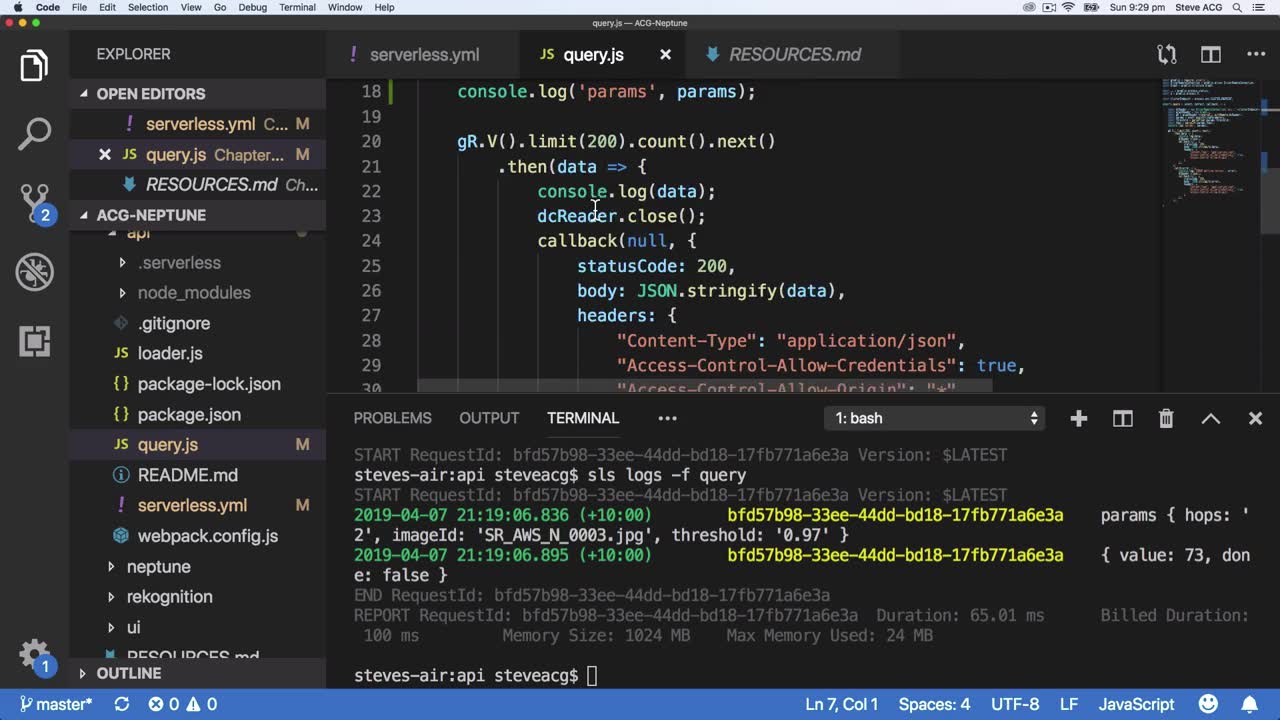 Code File Edit Selection View Go Debug Terminal Window Help Sun 9:29 pm Steve ACG
query.js — ACG-Neptune
EXPLORER
OPEN EDITORS
! serverless.yml C... M
JS query.js Chapter... M
RESOURCES.md Ch...
ACG-NEPTUNE
api
.serverless
node_modules
.gitignore
JS loader.js
{} package-lock.json
{} package.json
JS query.js M
README.md
! serverless.yml M
webpack.config.js
neptune
rekognition
ui
RESOURCES.md
OUTLINE
2
1
! serverless.yml
JS query.js
RESOURCES.md
18 console.log('params', params);
19
20 gR.V().limit(200).count().next()
21 .then(data => {
22 console.log(data);
23 dcReader.close();
24 callback(null, {
25 statusCode: 200,
26 body: JSON.stringify(data),
27 headers: {
28 "Content-Type": "application/json",
29 "Access-Control-Allow-Credentials": true,
30 "Access-Control-Allow-Origin": "*"
PROBLEMS OUTPUT TERMINAL ••• 1: bash
START RequestId: bfd57b98-33ee-44dd-bd18-17fb771a6e3a Version: $LATEST
steves-air:api steveacg$ sls logs -f query
START RequestId: bfd57b98-33ee-44dd-bd18-17fb771a6e3a Version: $LATEST
2019-04-07 21:19:06.836 (+10:00) bfd57b98-33ee-44dd-bd18-17fb771a6e3a params { hops: '
2', imageId: 'SR_AWS_N_0003.jpg', threshold: '0.97' }
2019-04-07 21:19:06.895 (+10:00) bfd57b98-33ee-44dd-bd18-17fb771a6e3a { value: 73, don
e: false }
END RequestId: bfd57b98-33ee-44dd-bd18-17fb771a6e3a
REPORT RequestId: bfd57b98-33ee-44dd-bd18-17fb771a6e3a Duration: 65.01 ms Billed Duration:
100 ms Memory Size: 1024 MB Max Memory Used: 24 MB
steves-air:api steveacg$
master* 0 0 Ln 7, Col 1 Spaces: 4 UTF-8 LF JavaScript